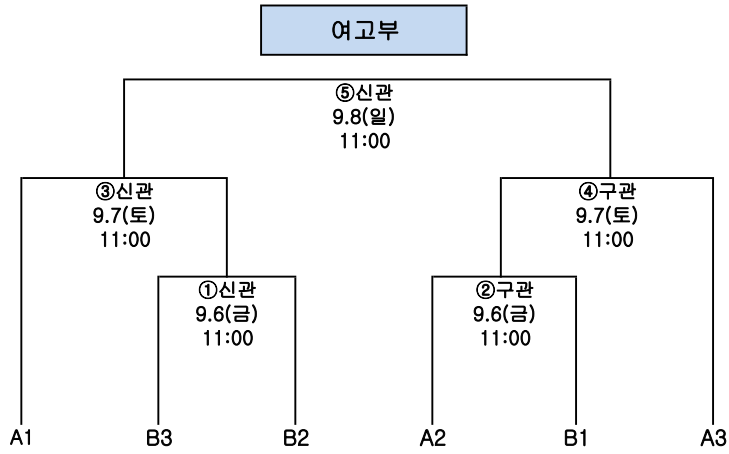 여고부
⑤신관
9.8(일)
11:00
③신관
9.7(토)
11:00
④구관
9.7(토)
11:00
①신관
9.6(금)
11:00
②구관
9.6(금)
11:00
A1 B3 B2 A2 B1 A3